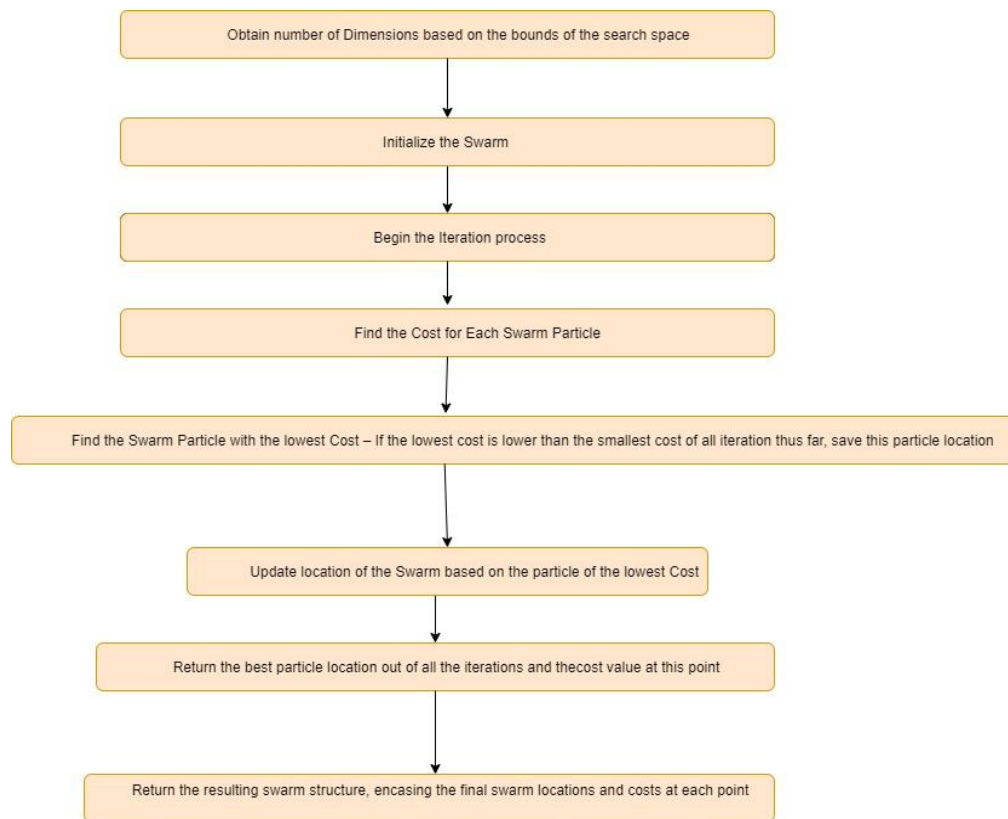 Obtain number of Dimensions based on the bounds of the search space
Initialize the Swarm
Begin the Iteration process
Find the Cost for Each Swarm Particle
Find the Swarm Particle with the lowest Cost – If the lowest cost is lower than the smallest cost of all iteration thus far, save this particle location
Update location of the Swarm based on the particle of the lowest Cost
Return the best particle location out of all the iterations and thecost value at this point
Return the resulting swarm structure, encasing the final swarm locations and costs at each point